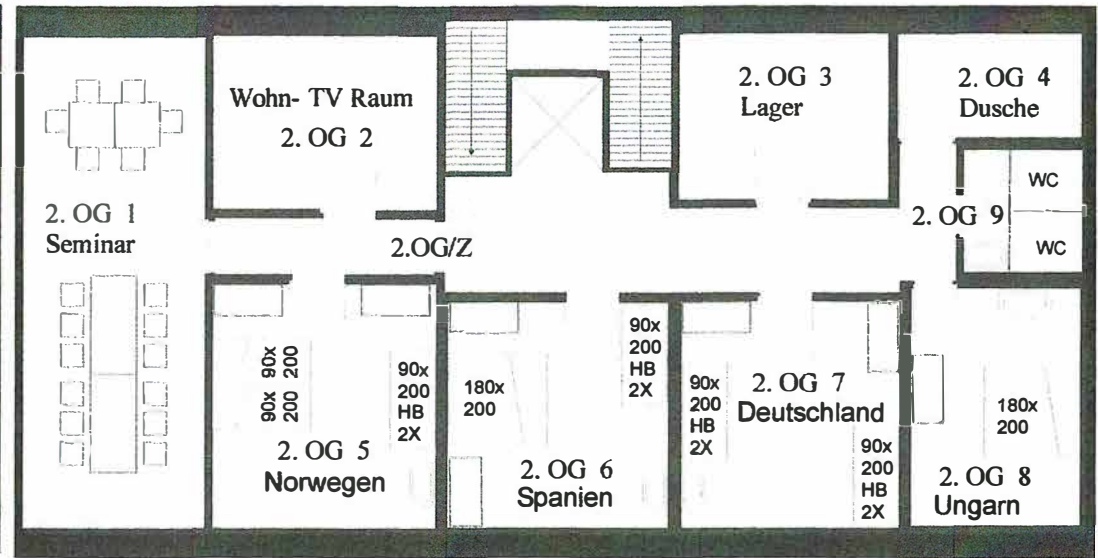 Wohn- TV Raum
2. OG 2
2. OG 3
Lager
2. OG 4
Dusche
WC
WC
2. OG 9
2. OG 1
Seminar
2.OG/Z
90x
200
90x
200
90x
200
HB
2X
2. OG 5
Norwegen
180x
200
90x
200
HB
2X
2. OG 6
Spanien
90x
200
HB
2X
2. OG 7
Deutschland
90x
200
HB
2X
180x
200
2. OG 8
Ungarn